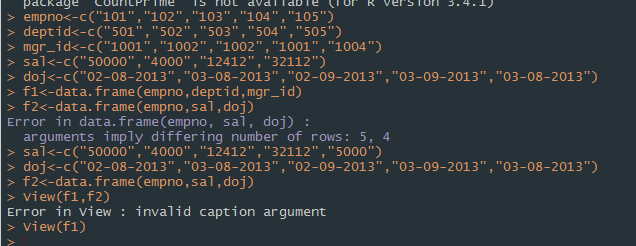 package 'CountPrime' is not available (for R version 3.4.1)
> empno<-c("101","102","103","104","105")
> deptid<-c("501","502","503","504","505")
> mgr_id<-c("1001","1002","1002","1001","1004")
> sal<-c("50000","4000","12412","32112")
> doj<-c("02-08-2013","03-08-2013","02-09-2013","03-09-2013","03-08-2013")
> f1<-data.frame(empno,deptid,mgr_id)
> f2<-data.frame(empno,sal,doj)
Error in data.frame(empno, sal, doj) :
arguments imply differing number of rows: 5, 4
> sal<-c("50000","4000","12412","32112","5000")
> doj<-c("02-08-2013","03-08-2013","02-09-2013","03-09-2013","03-08-2013")
> f2<-data.frame(empno,sal,doj)
> View(f1,f2)
Error in View : invalid caption argument
> View(f1)
>